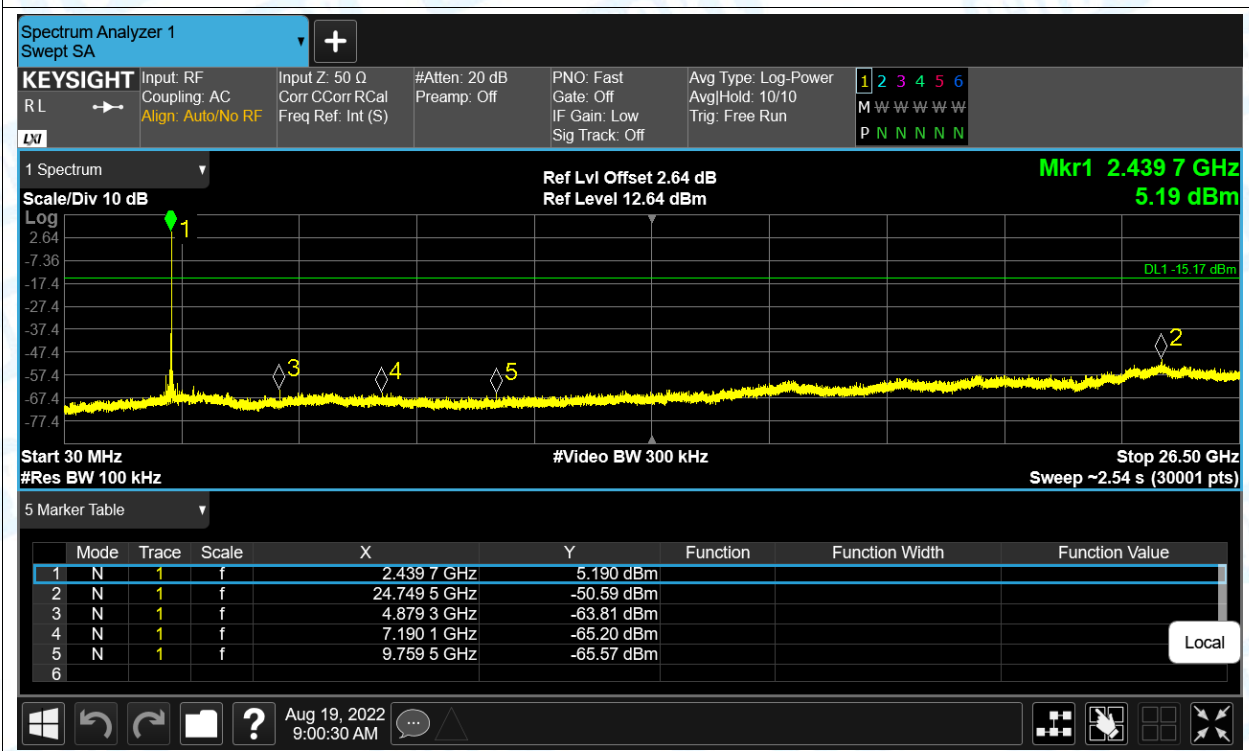 Spectrum Analyzer 1
Swept SA
+
KEYSIGHT Input: RF Input Z: 50 Ω #Atten: 20 dB PNO: Fast Avg Type: Log-Power 1 2 3 4 5 6
R L Coupling: AC Corr CCorr RCal Preamp: Off Gate: Off Avg|Hold: 10/10 M W W W W W W
Align: Auto/No RF Freq Ref: Int (S) IF Gain: Low Trig: Free Run
LXI Sig Track: Off P N N N N N
1 Spectrum Ref Lvl Offset 2.64 dB Mkr1 2.439 7 GHz
Scale/Div 10 dB Ref Level 12.64 dBm 5.19 dBm
Log
1
2.64
-7.36
DL1 -15.17 dBm
-17.4
-27.4
-37.4
2
-47.4
3 4 5
-57.4
-67.4
-77.4
Start 30 MHz #Video BW 300 kHz Stop 26.50 GHz
#Res BW 100 kHz Sweep ~2.54 s (30001 pts)
5 Marker Table
Mode Trace Scale X Y Function Function Width Function Value
1 N 1 f 2.439 7 GHz 5.190 dBm
2 N 1 f 24.749 5 GHz -50.59 dBm
3 N 1 f 4.879 3 GHz -63.81 dBm
4 N 1 f 7.190 1 GHz -65.20 dBm
5 N 1 f 9.759 5 GHz -65.57 dBm
6
Local
? Aug 19, 2022
9:00:30 AM